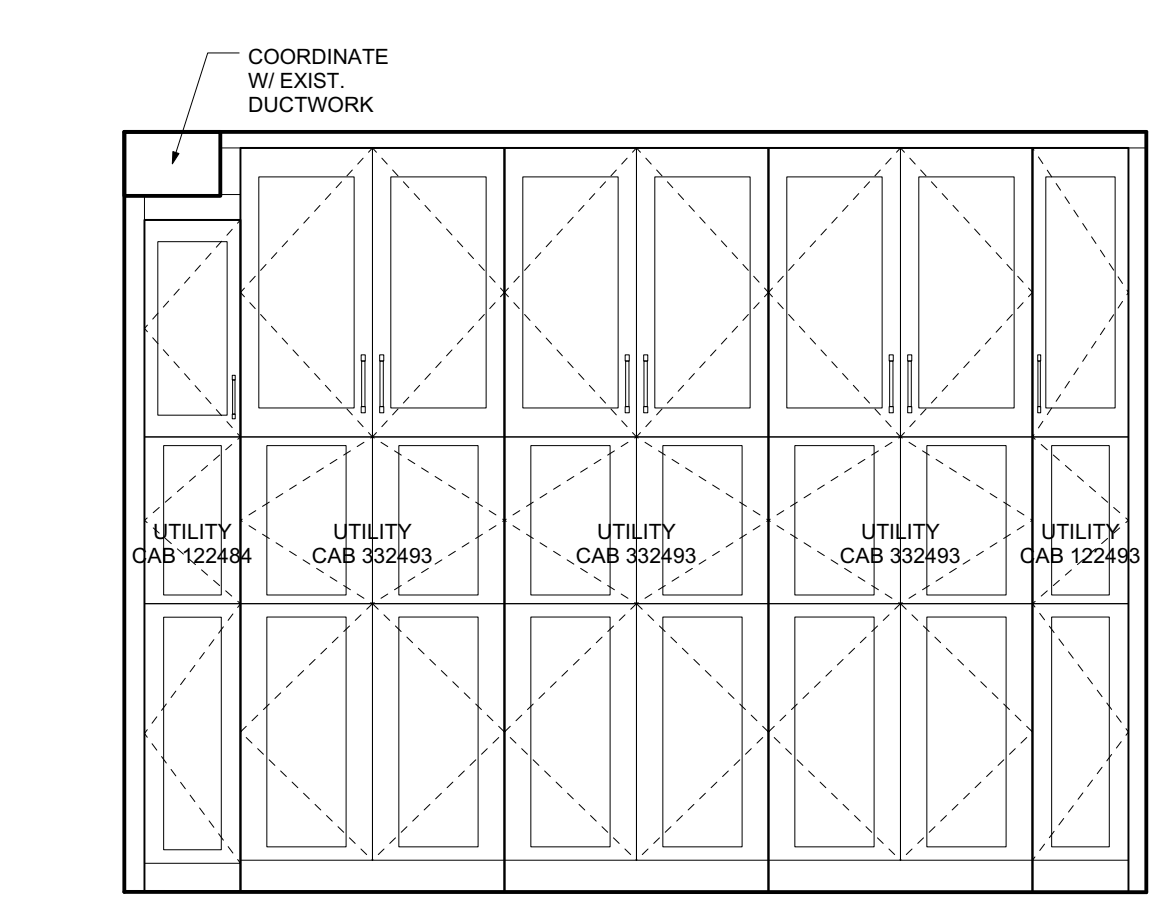 COORDINATE
W/ EXIST.
DUCTWORK
UTILITY
CAB 122484
UTILITY
CAB 332493
UTILITY
CAB 332493
UTILITY
CAB 332493
UTILITY
CAB 122493